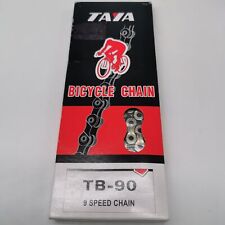 TAYA
BICYCLE CHAIN
TB-90
9 SPEED CHAIN